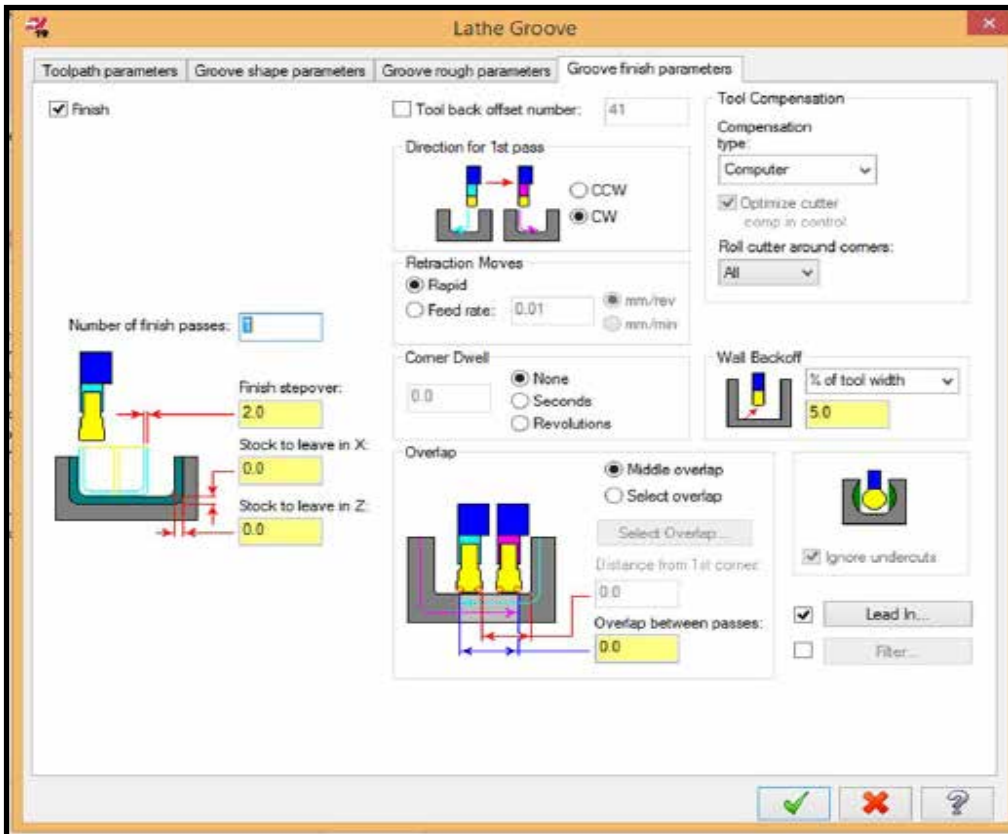 19
Lathe Groove
Toolpath parameters
Groove shape parameters
Groove rough parameters
Groove finish parameters
Finish
Tool back offset number:
41
Direction for 1st pass
CCW
CW
Retraction Moves
Rapid
Feed rate:
0.01
mm/rev
mm/min
Number of finish passes:
1
Finish stepover:
2.0
Stock to leave in X:
0.0
Stock to leave in Z:
0.0
Corner Dwell
0.0
None
Seconds
Revolutions
Overlap
Middle overlap
Select overlap
Select Overlap...
Distance from 1st corner:
0.0
Overlap between passes:
0.0
Tool Compensation
Compensation
type:
Computer
Optimize cutter
comp in control
Roll cutter around corners:
All
Wall Backoff
% of tool width
5.0
Ignore undercuts
Lead In...
Filter...